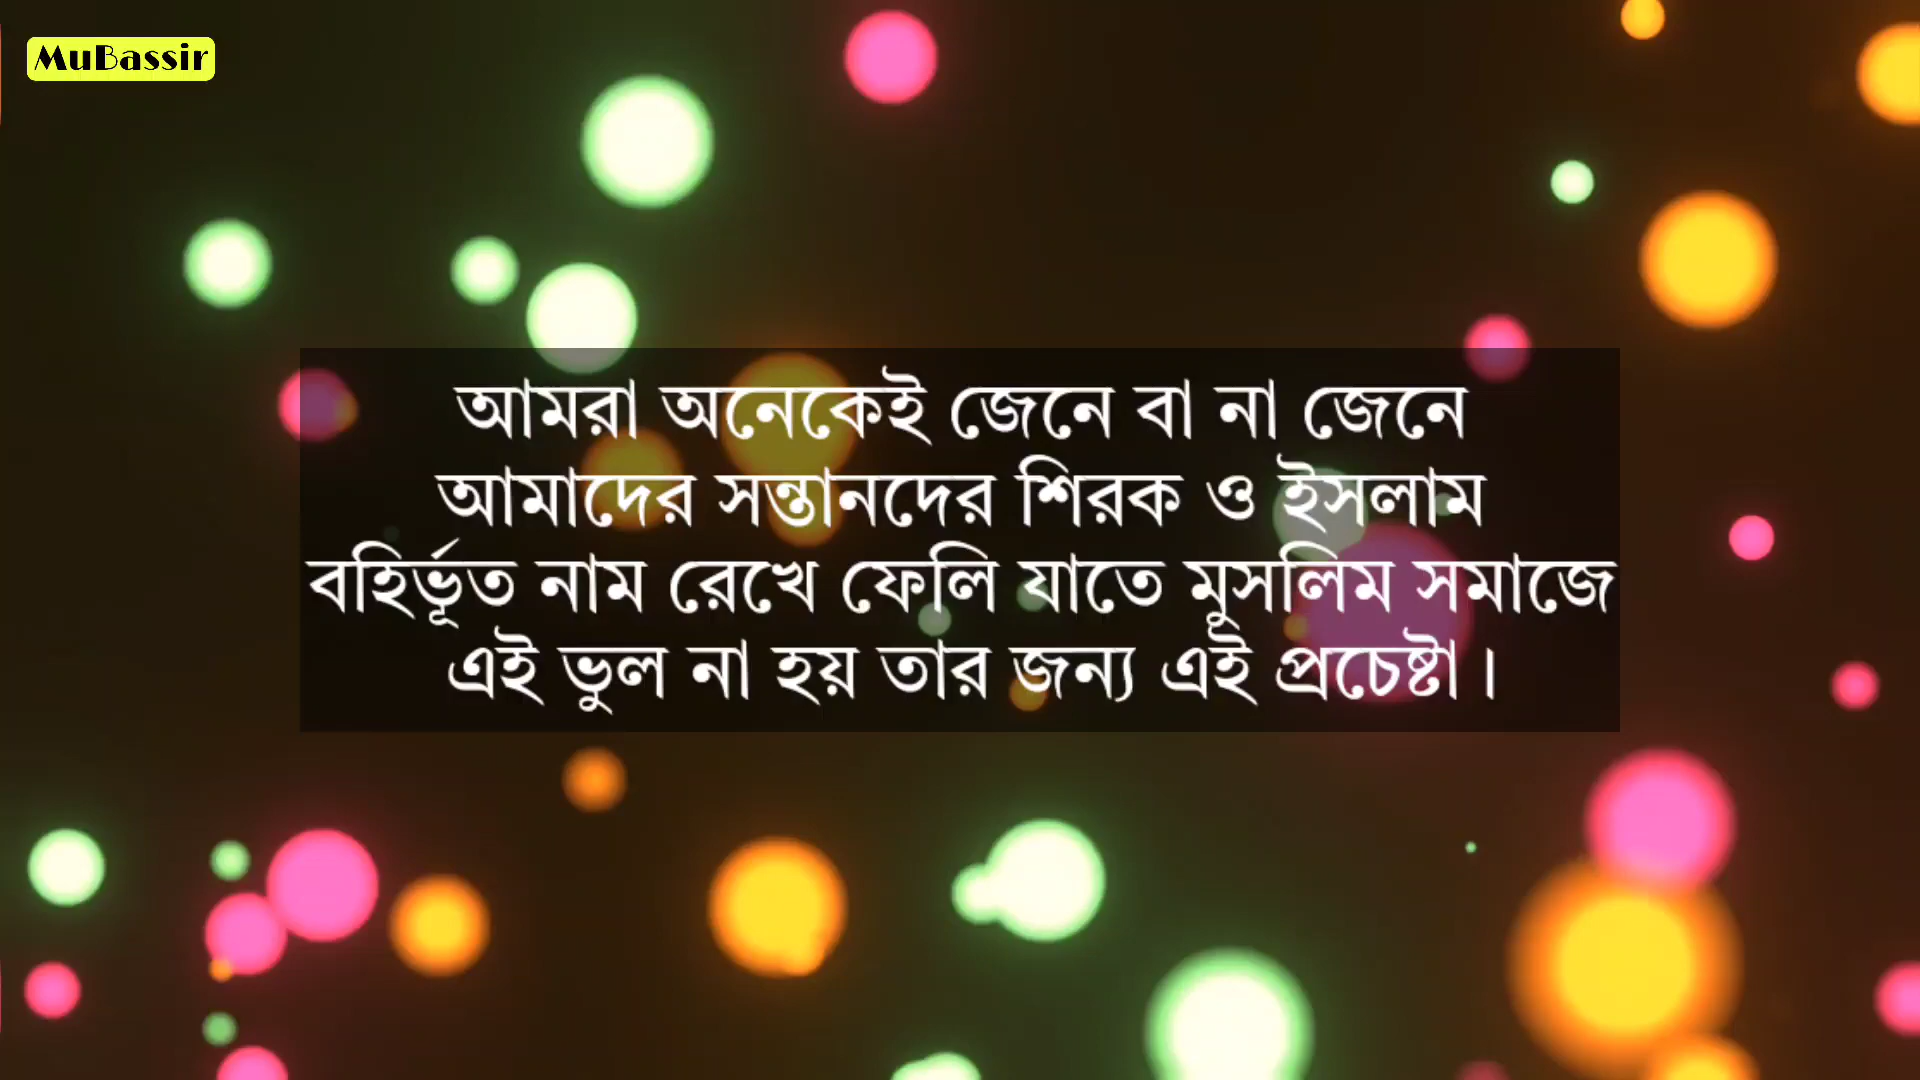 MuBassir
আমরা অনেকেই জেনে বা না জেনে
আমাদের সন্তানদের শিরক ও ইসলাম
বহির্ভূত নাম রেখে ফেলি যাতে মুসলিম সমাজে
এই ভুল না হয় তার জন্য এই প্রচেষ্টা।